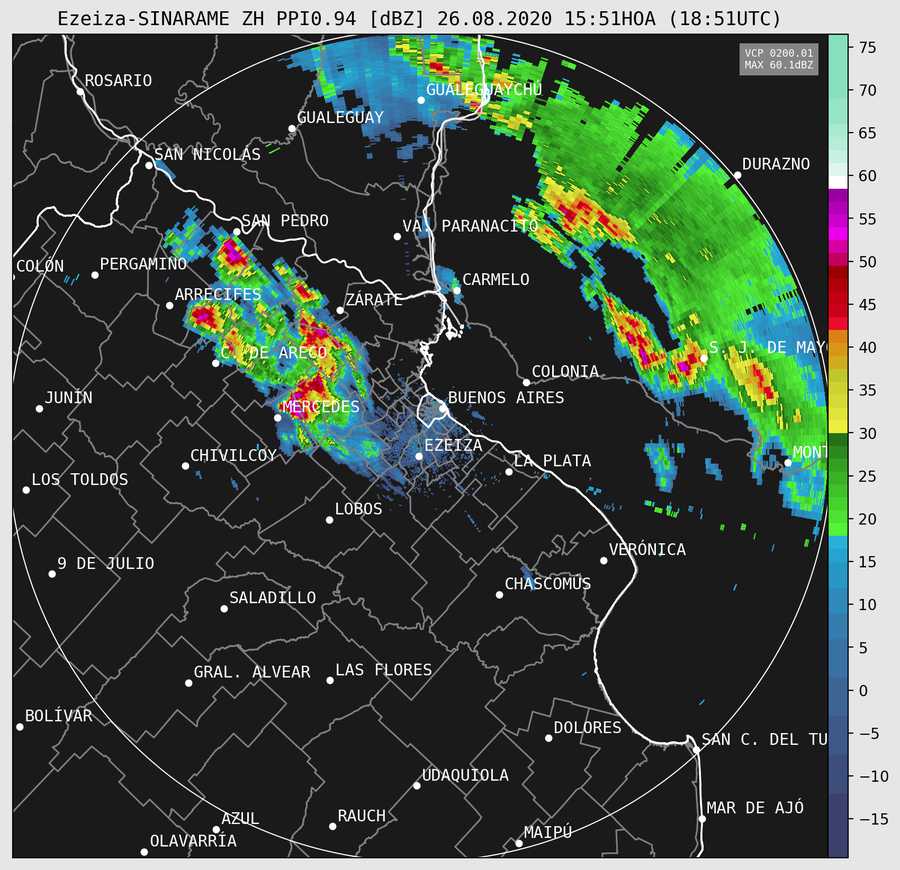 Ezeiza-SINARAME ZH PPI0.94 [dBZ] 26.08.2020 15:51HOA (18:51UTC)
VCP 0200.01
MAX 60.1dBZ
75
70
65
60
55
50
45
40
35
30
25
20
15
10
5
0
−5
−10
−15
ROSARIO
GUALEGUAYCHU
GUALEGUAY
SAN NICOLAS
DURAZNO
SAN PEDRO
VA. PARANACITO
COLÓN
PERGAMINO
CARMELO
ARRECIFES
ZÁRATE
C. DE ARECO
S. J. DE MAY
COLONIA
JUNÍN
BUENOS AIRES
MERCEDES
EZEIZA
CHIVILCOY
LA PLATA
MONT
LOS TOLDOS
LOBOS
VERÓNICA
9 DE JULIO
CHASCOMÚS
SALADILLO
GRAL. ALVEAR
LAS FLORES
BOLÍVAR
DOLORES
SAN C. DEL TU
UDAQUIOLA
MAR DE AJÓ
AZUL
RAUCH
MAIPÚ
OLAVARRÍA